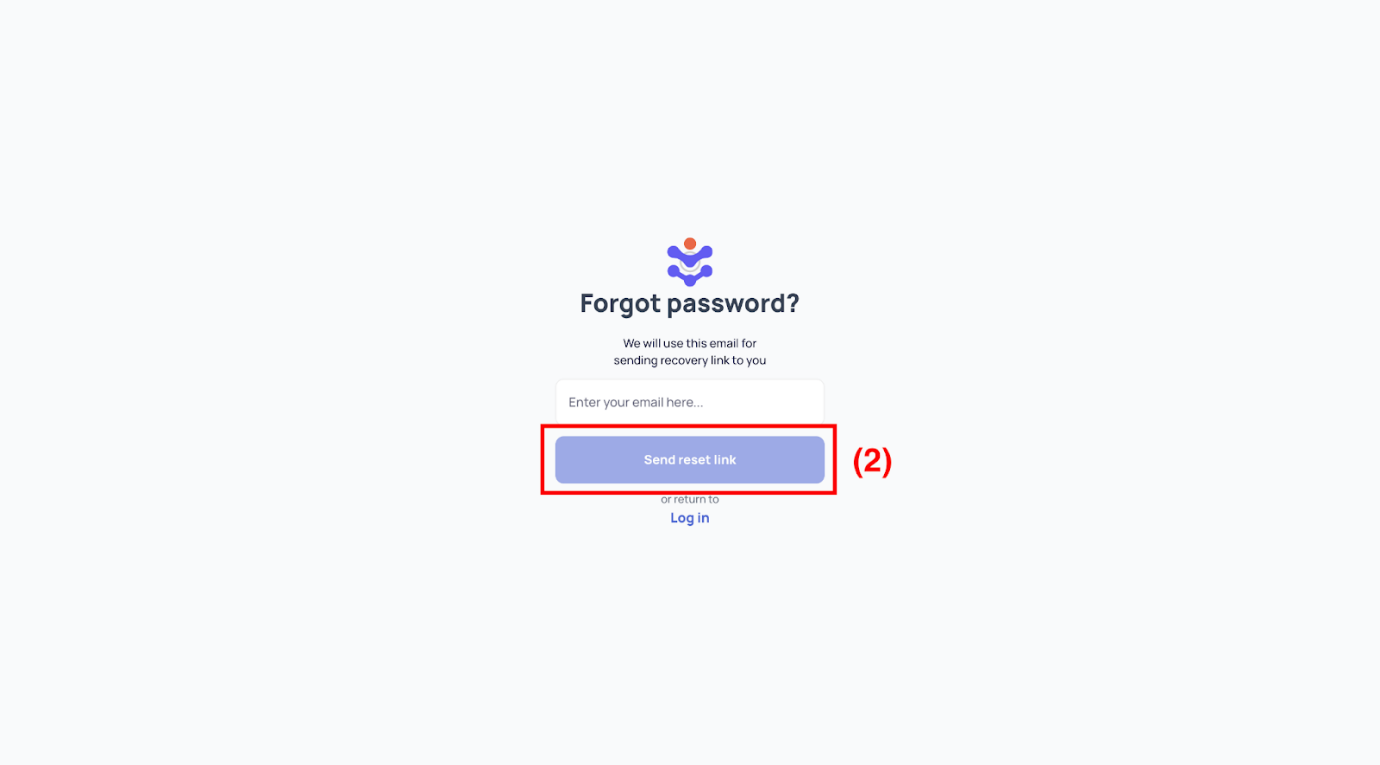 Forgot password?
We will use this email for
sending recovery link to you
Enter your email here...
Send reset link
(2)
or return to
Log in